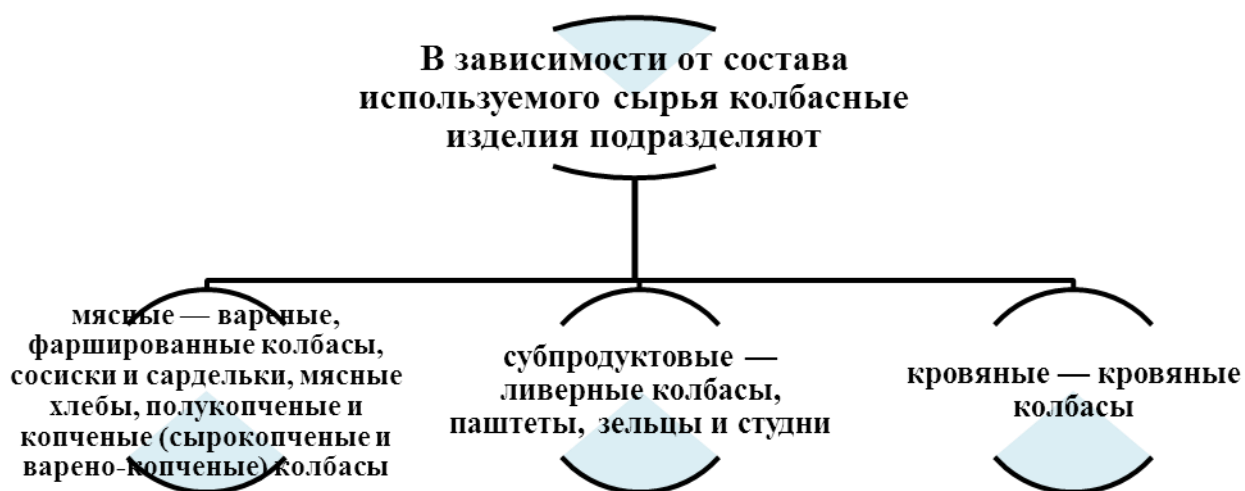 В зависимости от состава
используемого сырья колбасные
изделия подразделяют
мясные — вареные,
фаршированные колбасы,
сосиски и сардельки, мясные
хлебы, полукопченые и
копченые (сырокопченые и
варено-копченые) колбасы
субпродуктовые —
ливерные колбасы,
паштеты, зельцы и студни
кровяные — кровяные
колбасы